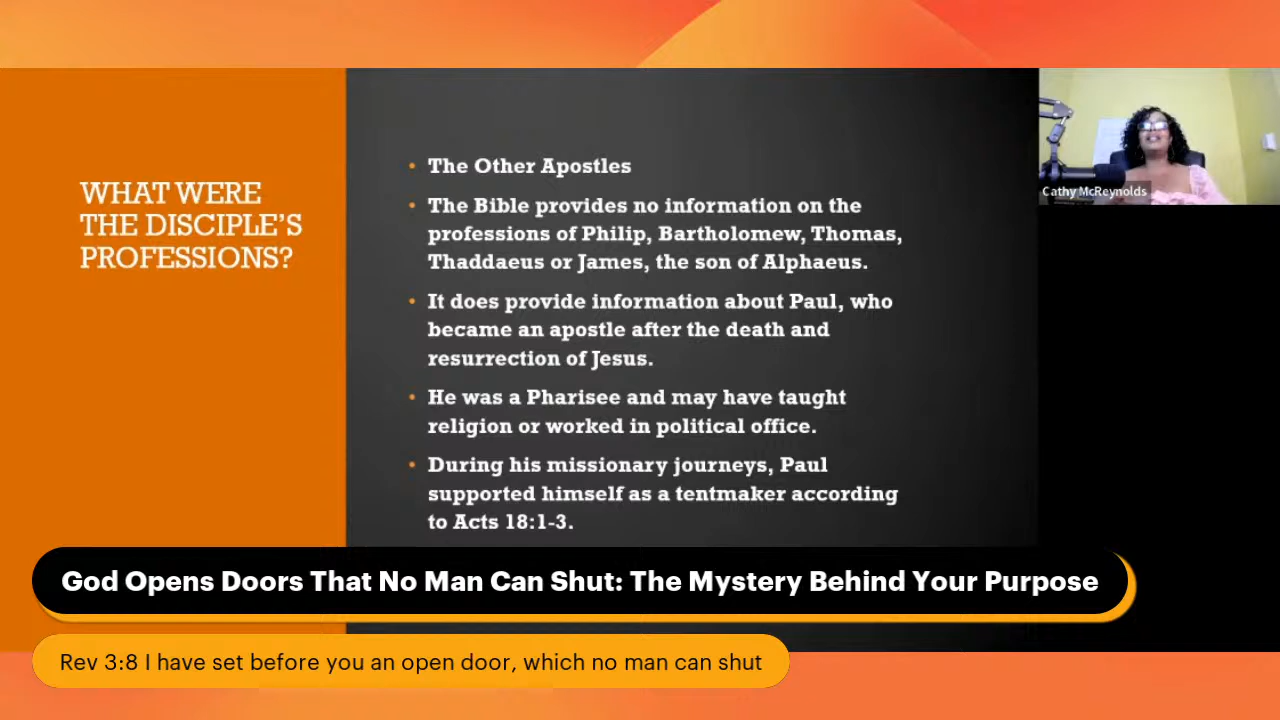 WHAT WERE
THE DISCIPLE'S
PROFESSIONS?
• The Other Apostles
• The Bible provides no information on the
professions of Philip, Bartholomew, Thomas,
Thaddaeus or James, the son of Alphaeus.
• It does provide information about Paul, who
became an apostle after the death and
resurrection of Jesus.
• He was a Pharisee and may have taught
religion or worked in political office.
• During his missionary journeys, Paul
supported himself as a tentmaker according
to Acts 18:1-3.
Cathy McReynolds
God Opens Doors That No Man Can Shut: The Mystery Behind Your Purpose
Rev 3:8 I have set before you an open door, which no man can shut